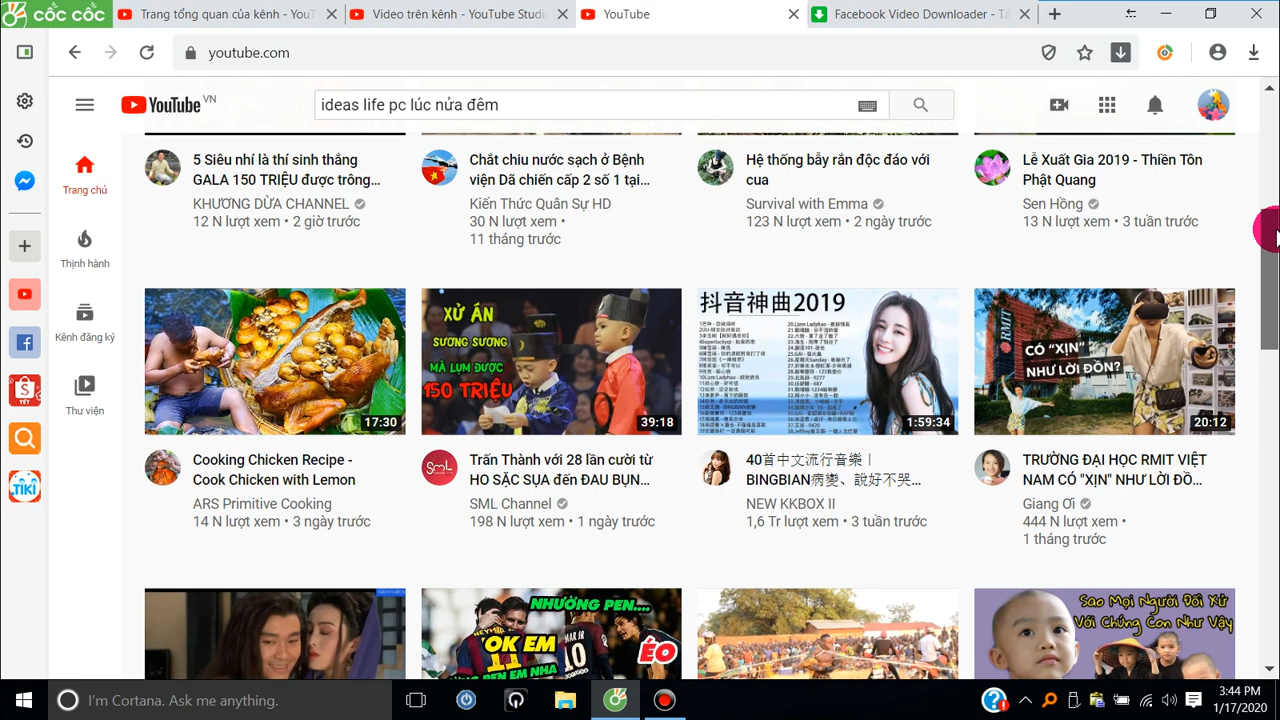 cốc cốc
Trang tổng quan của kênh - YouT
Video trên kênh - YouTube Studi
YouTube
Facebook Video Downloader - Tả
youtube.com
YouTube VN
ideas life pc lúc nửa đêm
Trang chủ
Thịnh hành
Kênh đăng ký
Thư viện
5 Siêu nhí là thí sinh thắng
GALA 150 TRIỆU được trông...
KHƯƠNG DỪA CHANNEL
12 N lượt xem • 2 giờ trước
Chắt chiu nước sạch ở Bệnh
viện Dã chiến cấp 2 số 1 tại...
Kiến Thức Quân Sự HD
30 N lượt xem •
11 tháng trước
Hệ thống bẫy rắn độc đáo với
cua
Survival with Emma
123 N lượt xem • 2 ngày trước
Lễ Xuất Gia 2019 - Thiền Tôn
Phật Quang
Sen Hồng
13 N lượt xem • 3 tuần trước
17:30
XỬ ÁN
SƯƠNG SƯƠNG
MÀ LỤM ĐƯỢC
150 TRIỆU
39:18
抖音神曲2019
1:59:34
RMIT
CÓ "XỊN"
NHƯ LỜI ĐỒN?
20:12
Cooking Chicken Recipe -
Cook Chicken with Lemon
ARS Primitive Cooking
14 N lượt xem • 3 ngày trước
SML
Trấn Thành với 28 lần cười từ
HO SẶC SỤA đến ĐAU BỤN...
SML Channel
198 N lượt xem • 1 ngày trước
40首中文流行音樂｜
BINGBIAN病變、說好不哭...
NEW KKBOX II
1,6 Tr lượt xem • 3 tuần trước
TRƯỜNG ĐẠI HỌC RMIT VIỆT
NAM CÓ "XỊN" NHƯ LỜI ĐỒ...
Giang Ơi
444 N lượt xem •
1 tháng trước
NHƯỜNG PEN....
OK EM
11
10
ÉO
PEN EM NHA
Sao Mọi Người Đối Xử
Với Chúng Con Như Vậy
TẾT
TIKI
I'm Cortana. Ask me anything.
3:44 PM
1/17/2020